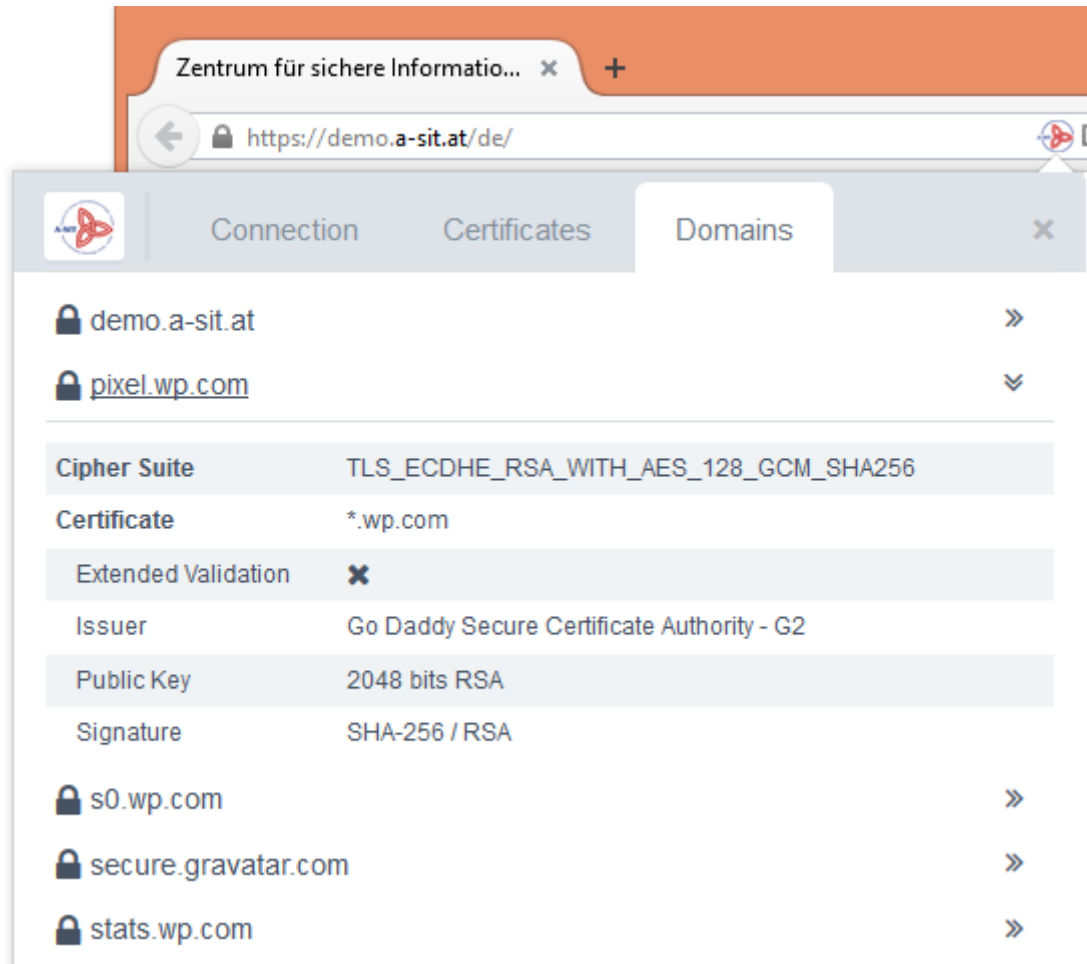 Zentrum für sichere Informatio...
https://demo.a-sit.at/de/
A-SIT
Connection Certificates Domains
demo.a-sit.at
pixel.wp.com
Cipher Suite TLS_ECDHE_RSA_WITH_AES_128_GCM_SHA256
Certificate *.wp.com
Extended Validation
Issuer Go Daddy Secure Certificate Authority - G2
Public Key 2048 bits RSA
Signature SHA-256 / RSA
s0.wp.com
secure.gravatar.com
stats.wp.com